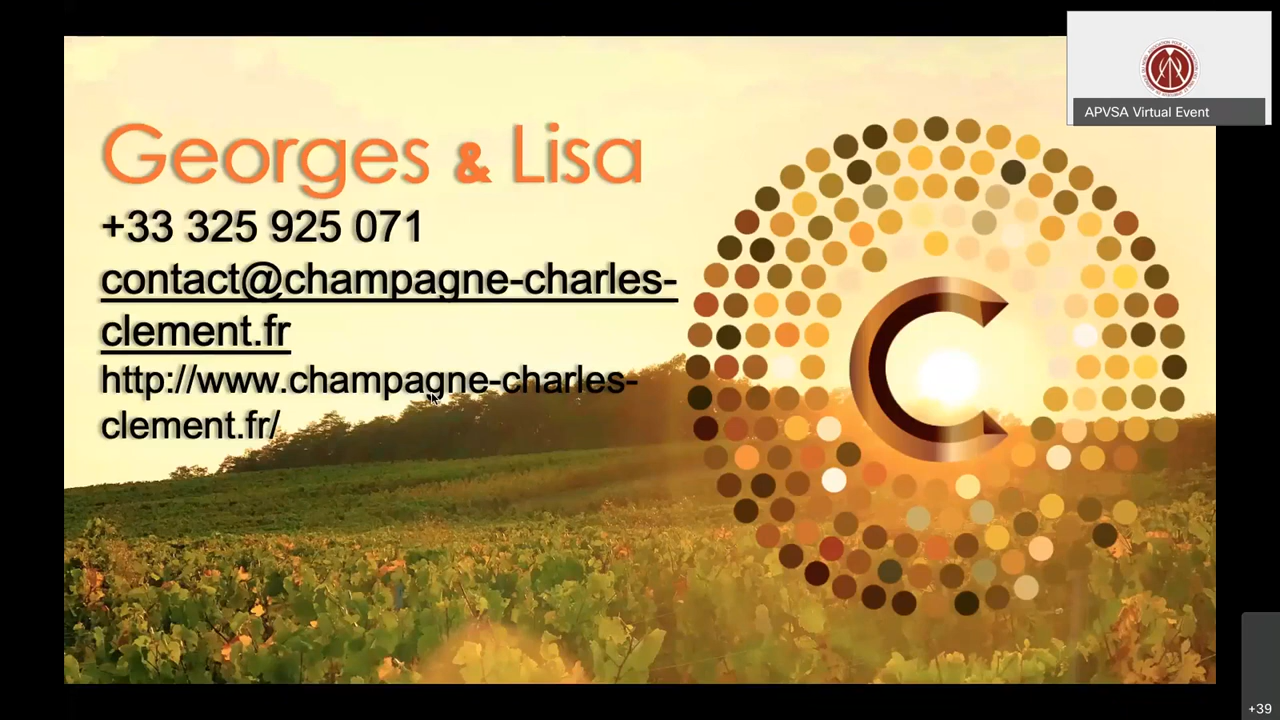 Georges & Lisa
+33 325 925 071
contact@champagne-charles-
clement.fr
http://www.champagne-charles-
clement.fr/
C
APVSA Virtual Event
+39